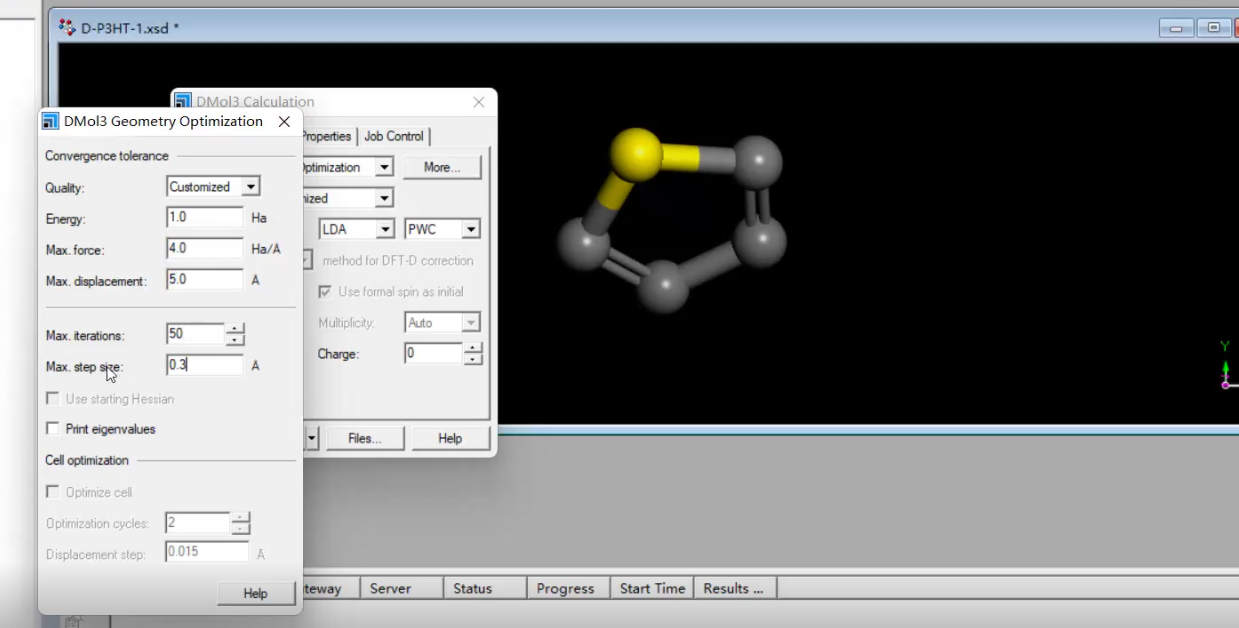 D-P3HT-1.xsd *
DMol3 Calculation
DMol3 Geometry Optimization
Properties Job Control
Convergence tolerance
ptimization More...
Quality: Customized
ized
Energy: 1.0 Ha
LDA PWC
Max. force: 4.0 Ha/Å
method for DFT-D correction
Max. displacement: 5.0 Å
Use formal spin as initial
Multiplicity: Auto
Max. iterations: 50
Charge: 0
Max. step size: 0.3 Å
Use starting Hessian
Print eigenvalues
Files... Help
Cell optimization
Optimize cell
Optimization cycles: 2
Displacement step: 0.015 Å
Help
teway Server Status Progress Start Time Results ...
Y